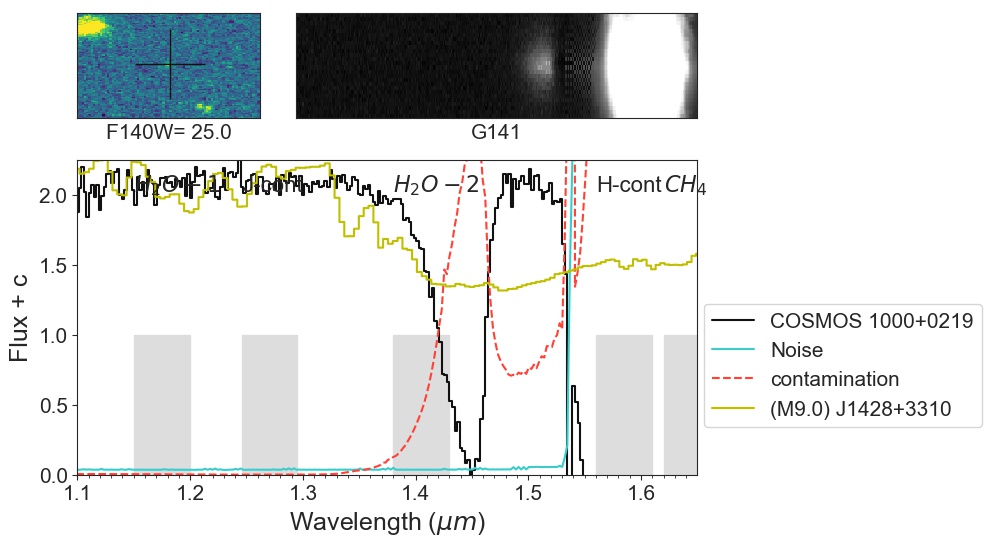 F140W= 25.0
G141
H₂O − 2
H-cont CH₄
Flux + c
2.0
1.5
1.0
0.5
0.0
1.1
1.2
1.3
1.4
1.5
1.6
Wavelength (μm)
COSMOS 1000+0219
Noise
contamination
(M9.0) J1428+3310